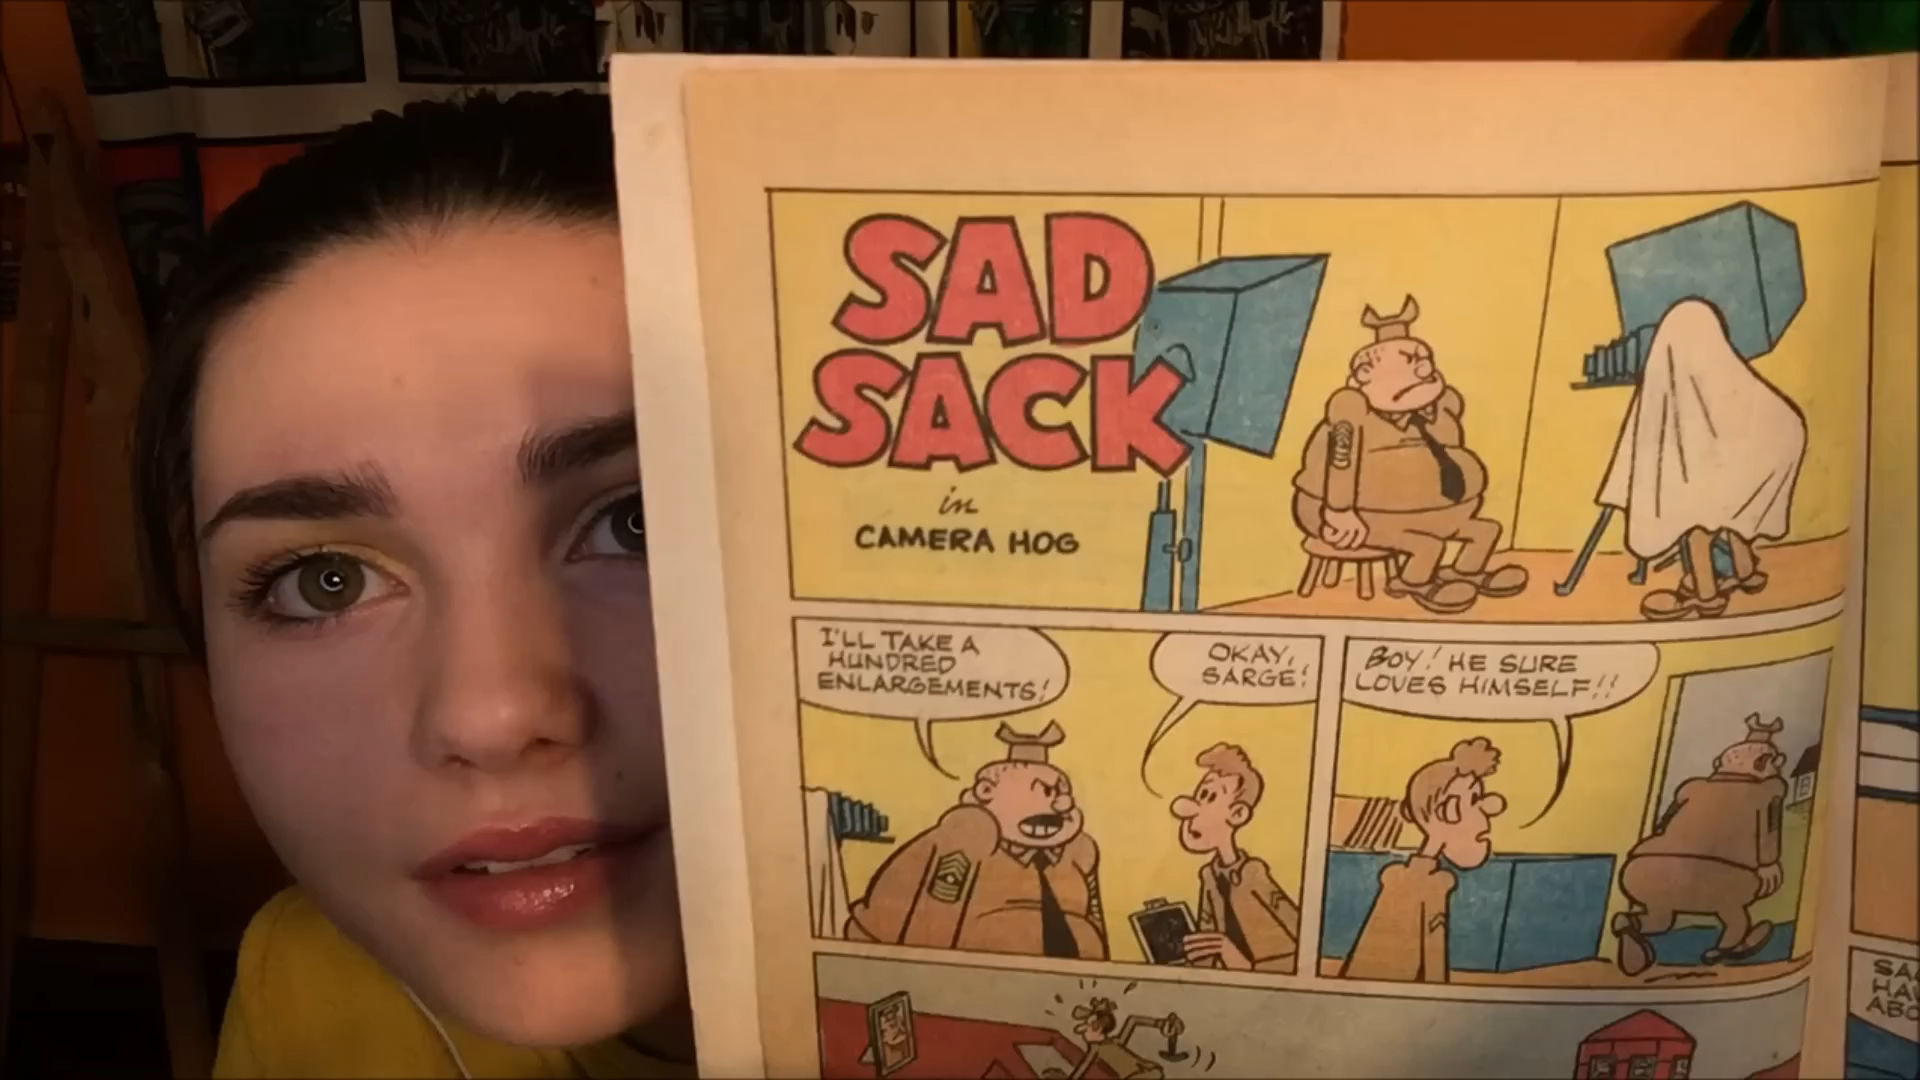 SAD
SACK
in
CAMERA HOG
I'LL TAKE A
HUNDRED
ENLARGEMENTS!
OKAY,
SARGE!
BOY! HE SURE
LOVES HIMSELF!!